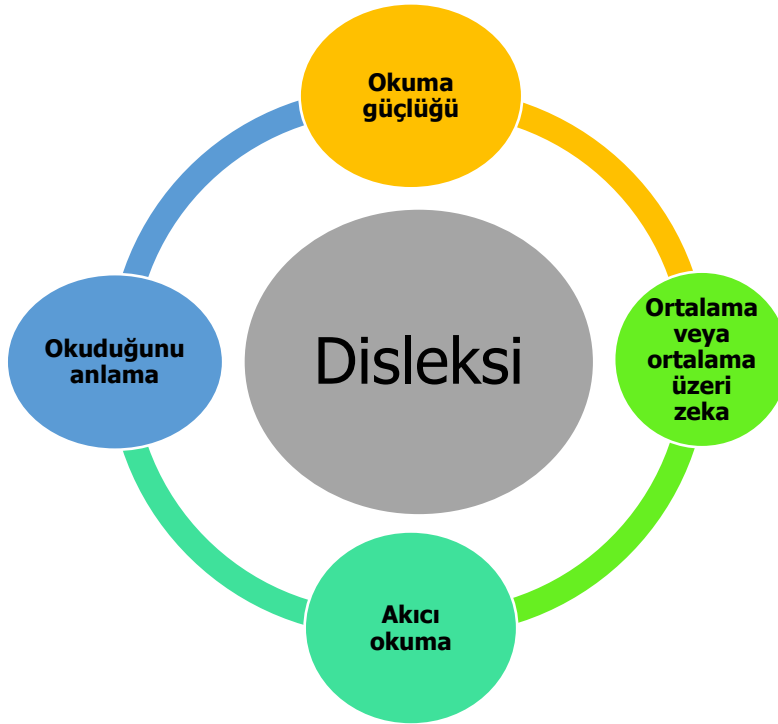 Okuma
güçlüğü
Ortalama
veya
ortalama
üzeri
zeka
Disleksi
Okuduğunu
anlama
Akıcı
okuma